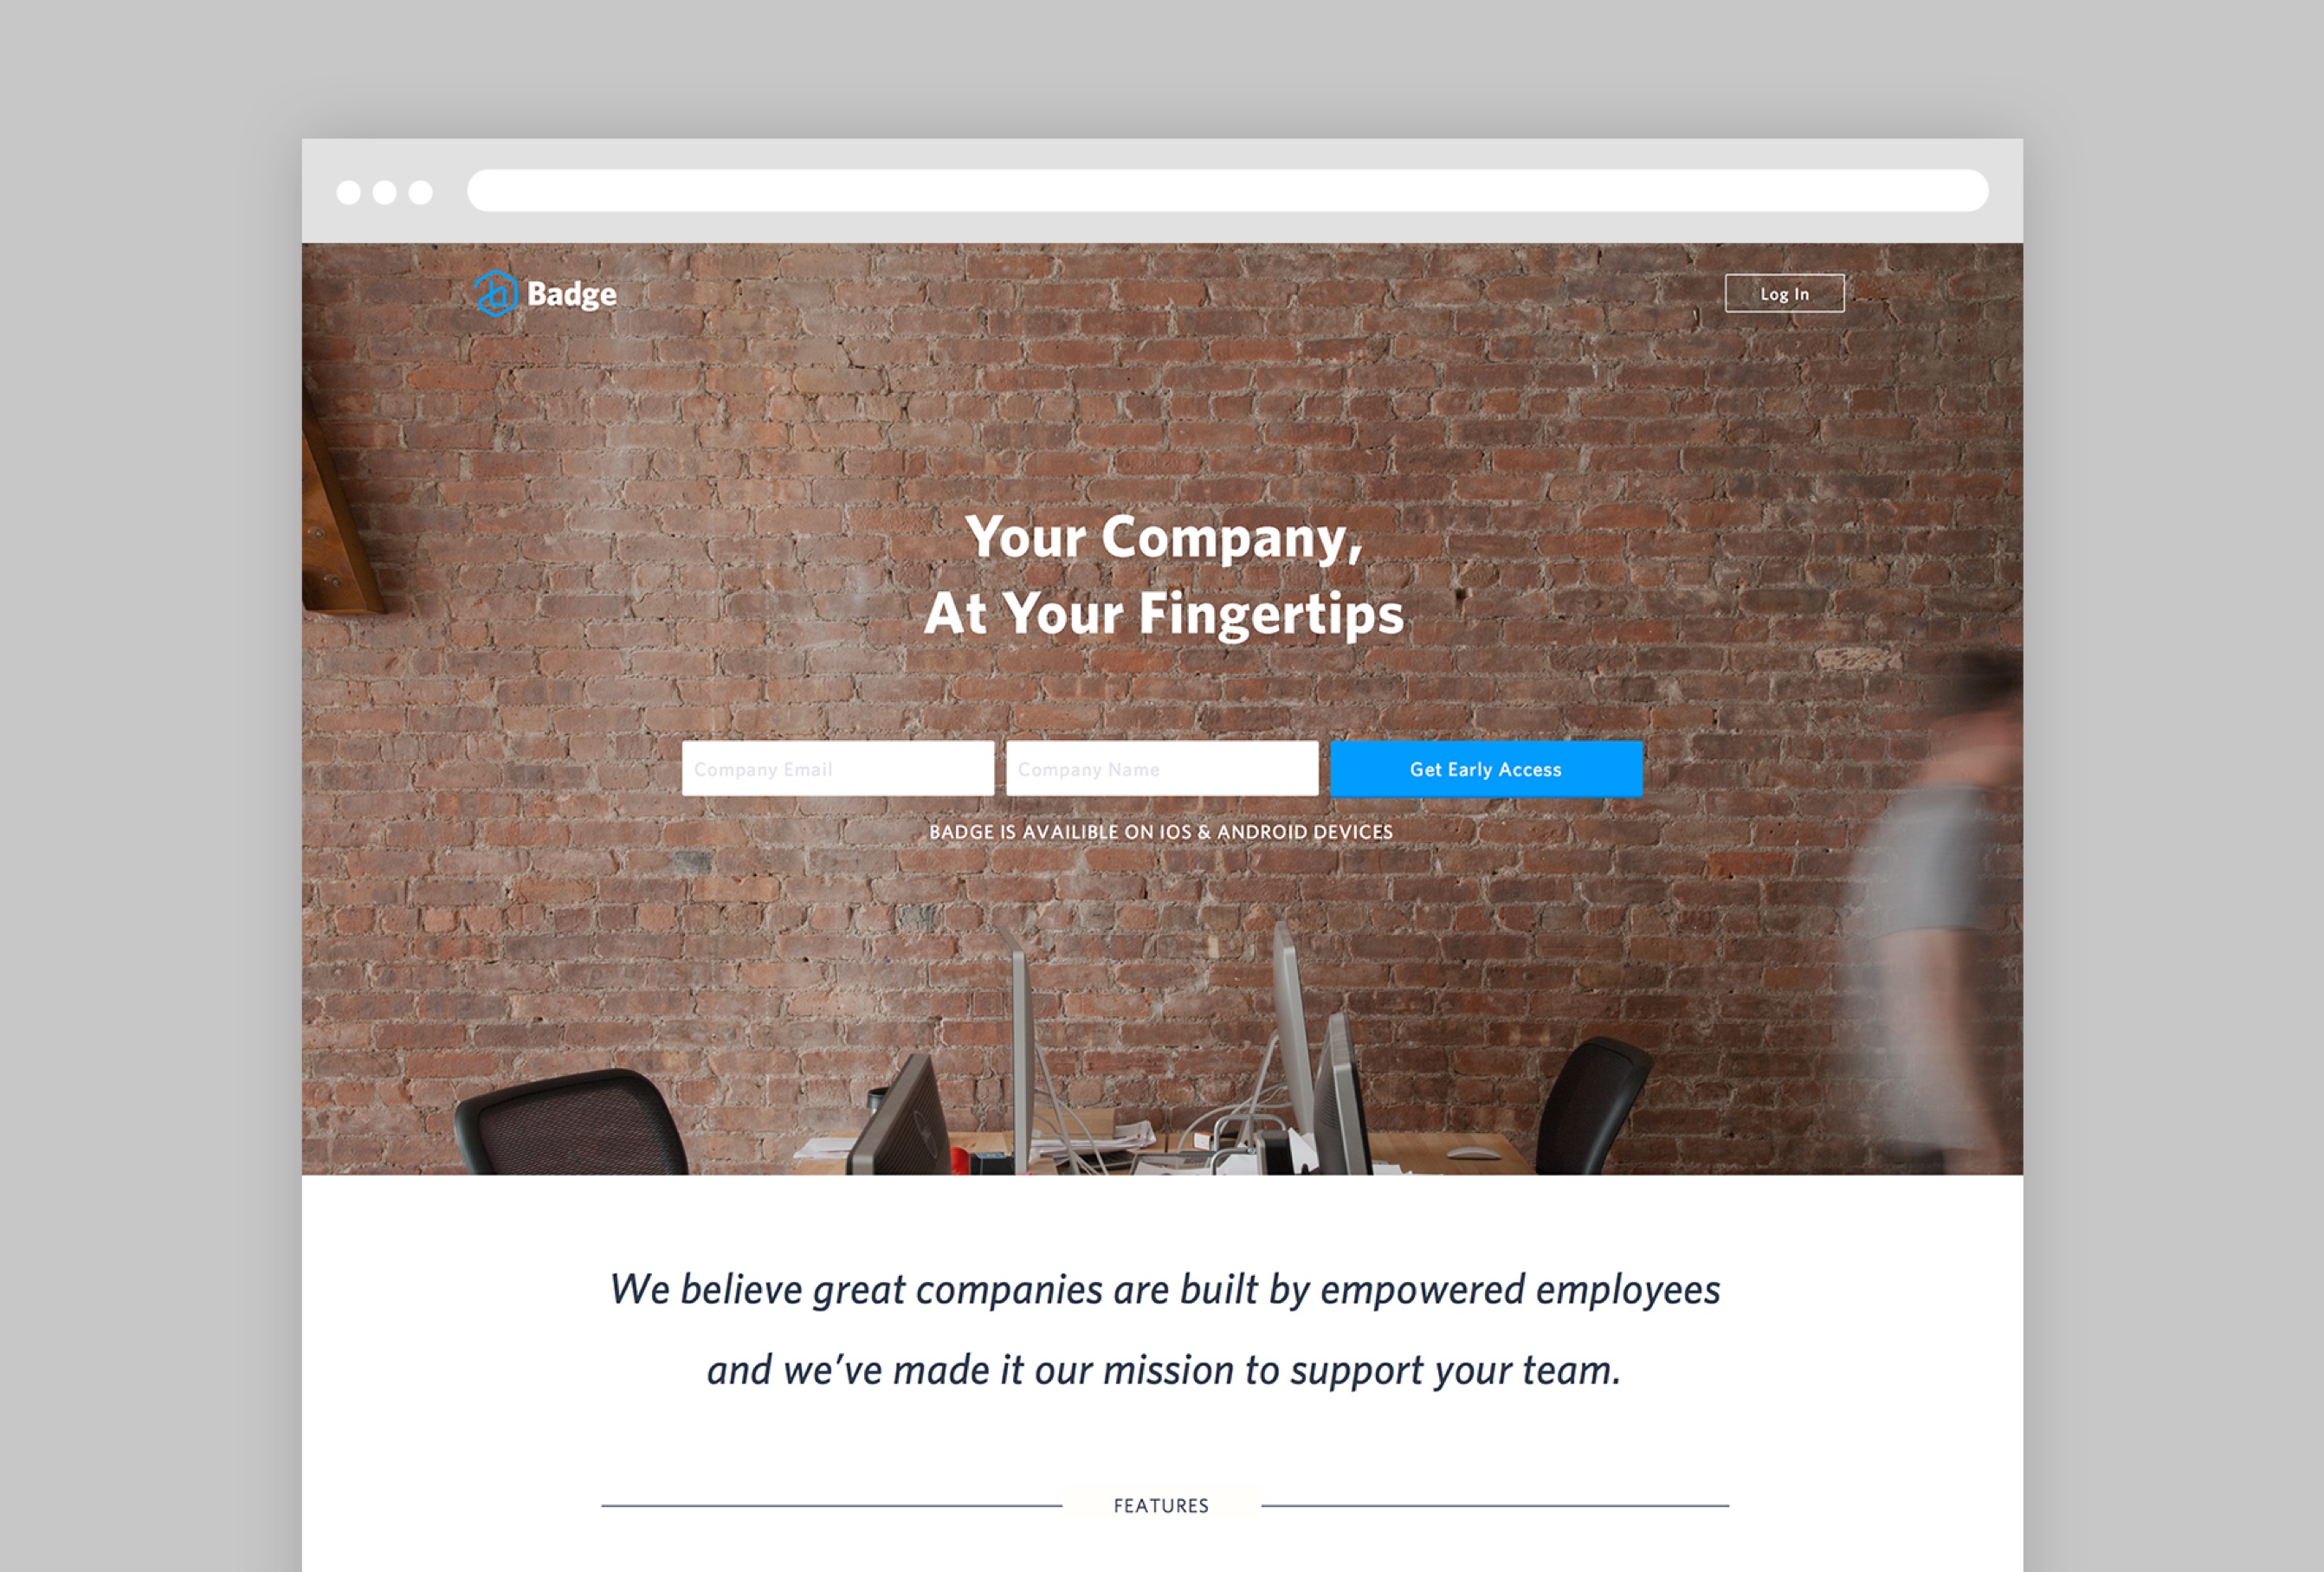 Badge
Log In
Your Company,
At Your Fingertips
Company Email
Company Name
Get Early Access
BADGE IS AVAILIBLE ON IOS & ANDROID DEVICES
We believe great companies are built by empowered employees
and we’ve made it our mission to support your team.
FEATURES